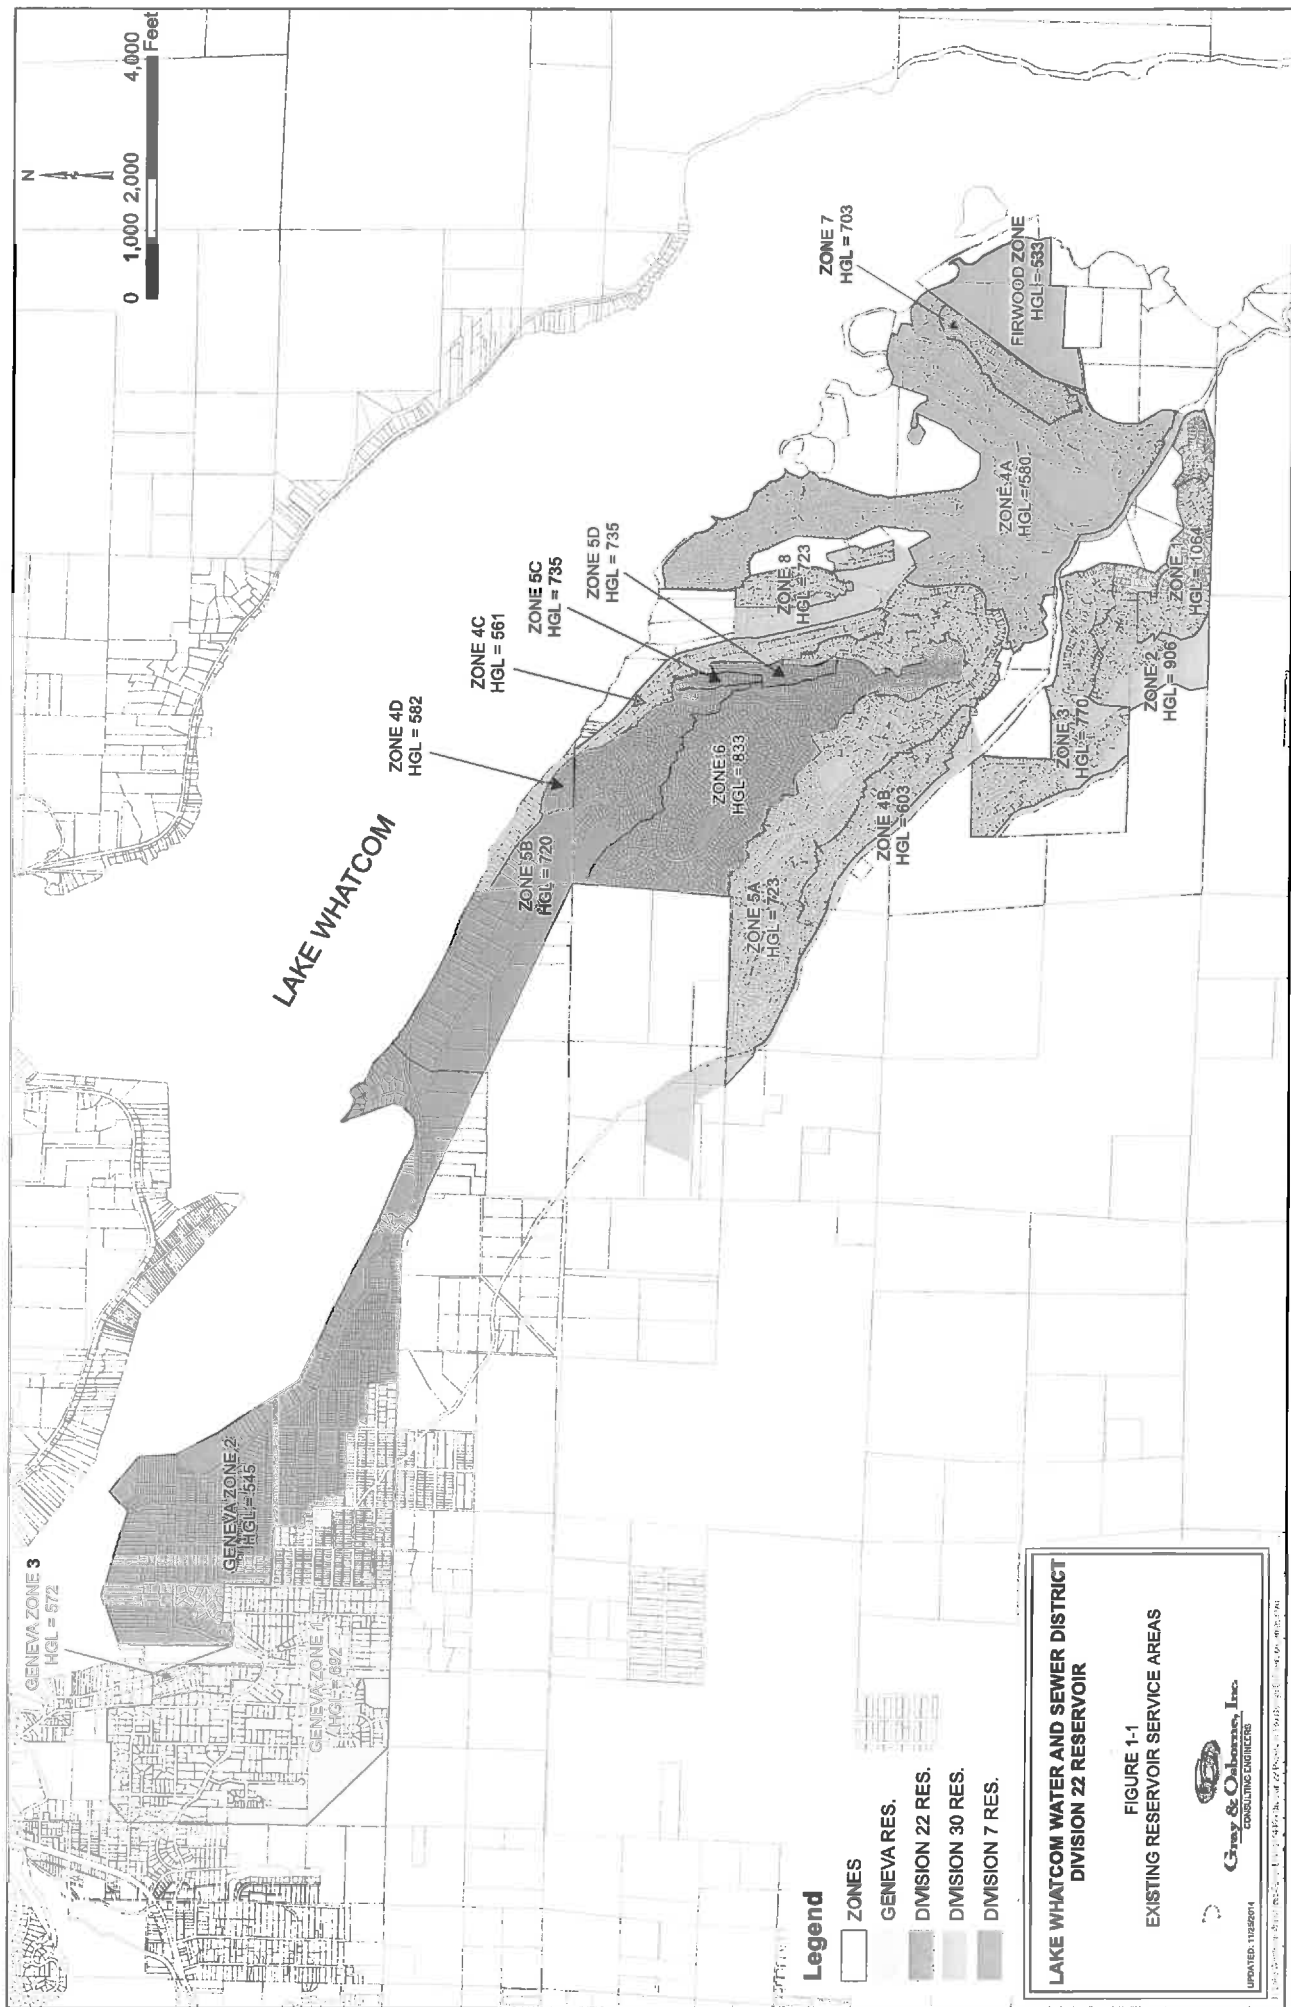 0 1,000 2,000 4,000
Feet
N
LAKE WHATCOM
GENEVA ZONE 3
HGL = 572
GENEVA ZONE 2
HGL = 545
GENEVA ZONE 1
HGL = 692
ZONE 4D
HGL = 582
ZONE 4C
HGL = 561
ZONE 5C
HGL = 735
ZONE 5D
HGL = 735
ZONE 7
HGL = 703
ZONE 5B
HGL = 720
ZONE 6
HGL = 833
ZONE 8
HGL = 723
FIRWOOD ZONE
HGL = 533
ZONE 4A
HGL = 580
ZONE 5A
HGL = 723
ZONE 4B
HGL = 603
ZONE 3
HGL = 770
ZONE 2
HGL = 906
ZONE 1
HGL = 1064
Legend
ZONES
GENEVA RES.
DIVISION 22 RES.
DIVISION 30 RES.
DIVISION 7 RES.
LAKE WHATCOM WATER AND SEWER DISTRICT
DIVISION 22 RESERVOIR
FIGURE 1-1
EXISTING RESERVOIR SERVICE AREAS
Gray & Osborne, Inc.
CONSULTING ENGINEERS
UPDATED: 11/25/2014